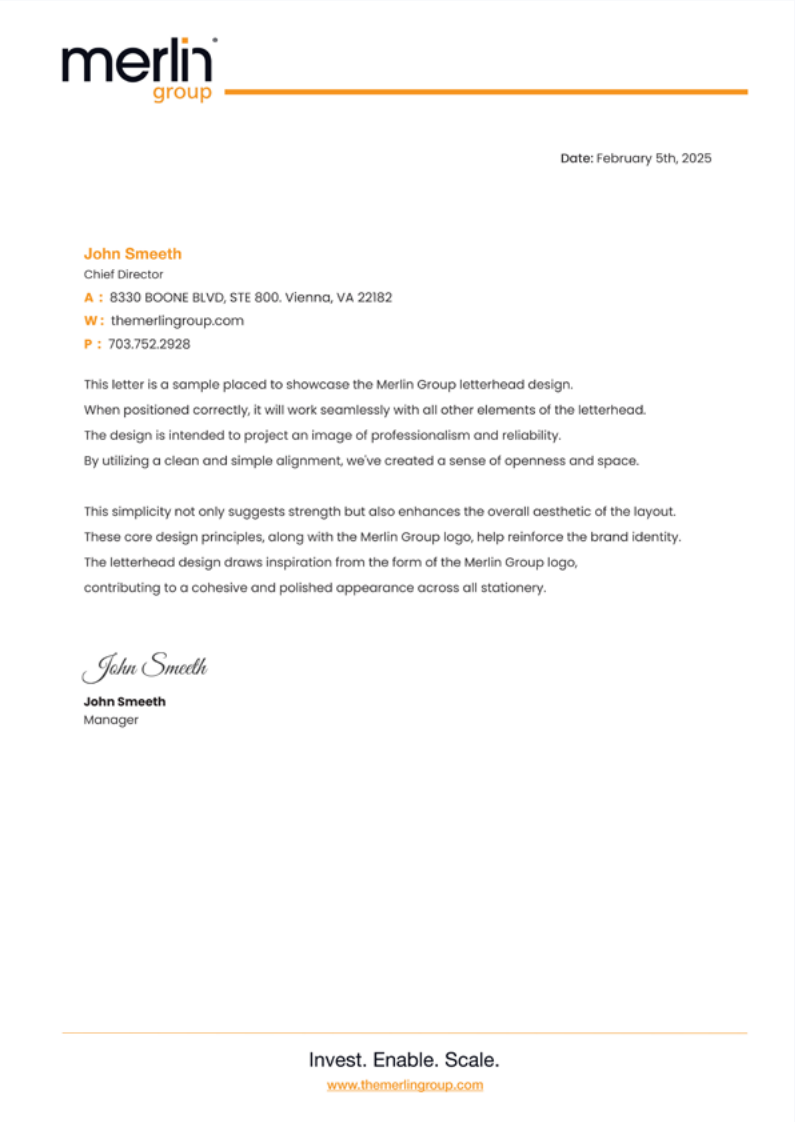 merlin
group
Date: February 5th, 2025
John Smeeth
Chief Director
A : 8330 BOONE BLVD, STE 800. Vienna, VA 22182
W : themerlingroup.com
P : 703.752.2928
This letter is a sample placed to showcase the Merlin Group letterhead design.
When positioned correctly, it will work seamlessly with all other elements of the letterhead.
The design is intended to project an image of professionalism and reliability.
By utilizing a clean and simple alignment, we've created a sense of openness and space.
This simplicity not only suggests strength but also enhances the overall aesthetic of the layout.
These core design principles, along with the Merlin Group logo, help reinforce the brand identity.
The letterhead design draws inspiration from the form of the Merlin Group logo,
contributing to a cohesive and polished appearance across all stationery.
John Smeeth
John Smeeth
Manager
Invest. Enable. Scale.
www.themerlingroup.com